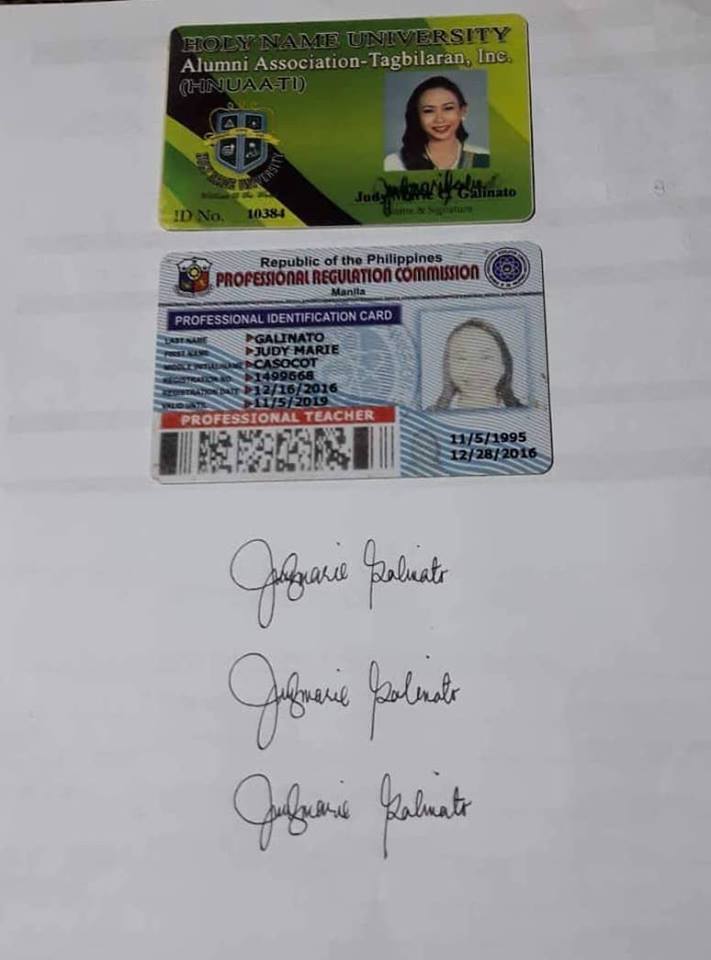 HOLY NAME UNIVERSITY
Alumni Association-Tagbilaran, Inc.
(HNUAA-TI)
HOLY NAME UNIVERSITY
Judy Galinato
Name & Signature
ID No. 10384
Republic of the Philippines
PROFESSIONAL REGULATION COMMISSION
Manila
PROFESSIONAL IDENTIFICATION CARD
LAST NAME GALINATO
FIRST NAME JUDY MARIE
MIDDLE INITIAL/NAME CASOCOT
REGISTRATION NO. 1499668
REGISTRATION DATE 12/16/2016
VALID UNTIL 11/5/2019
PROFESSIONAL TEACHER
11/5/1995
12/28/2016
Judymarie Galinato
Judymarie Galinato
Judymarie Galinato